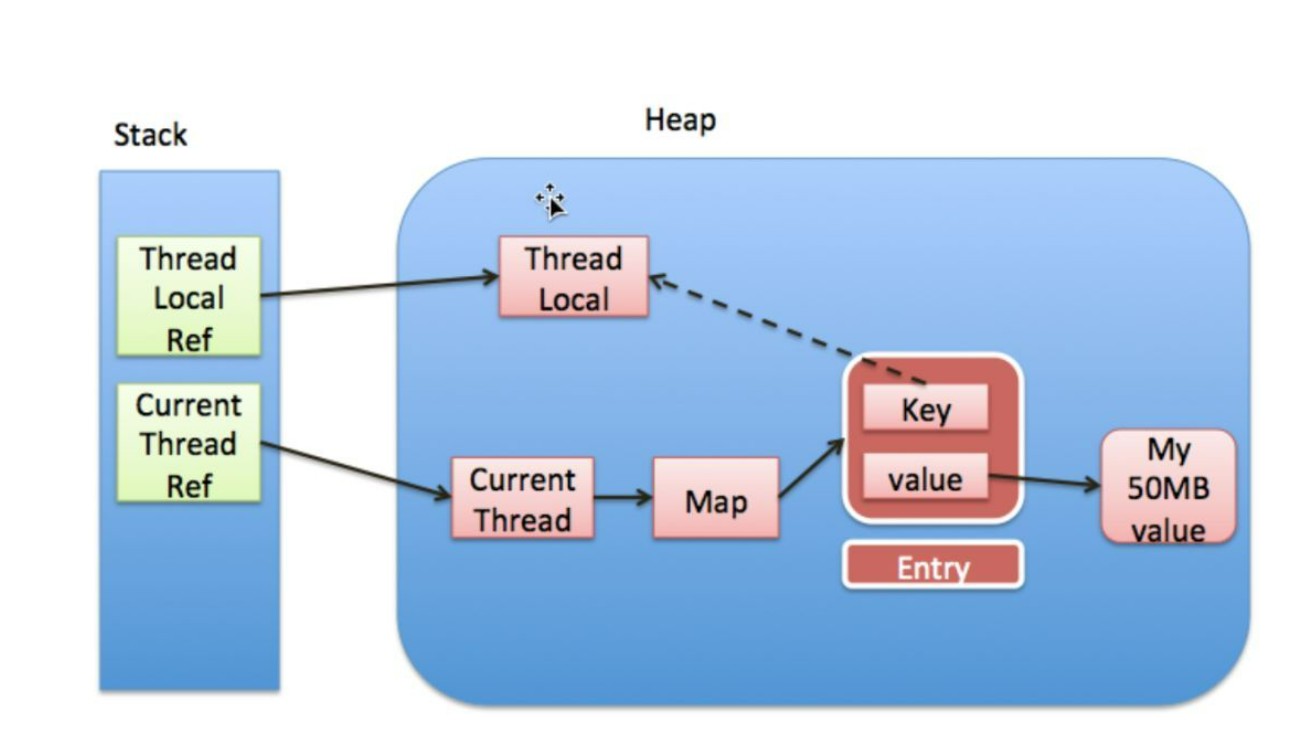 Stack
Heap
Thread
Local
Ref
Thread
Local
Current
Thread
Ref
Key
value
Current
Thread
Map
My
50MB
value
Entry